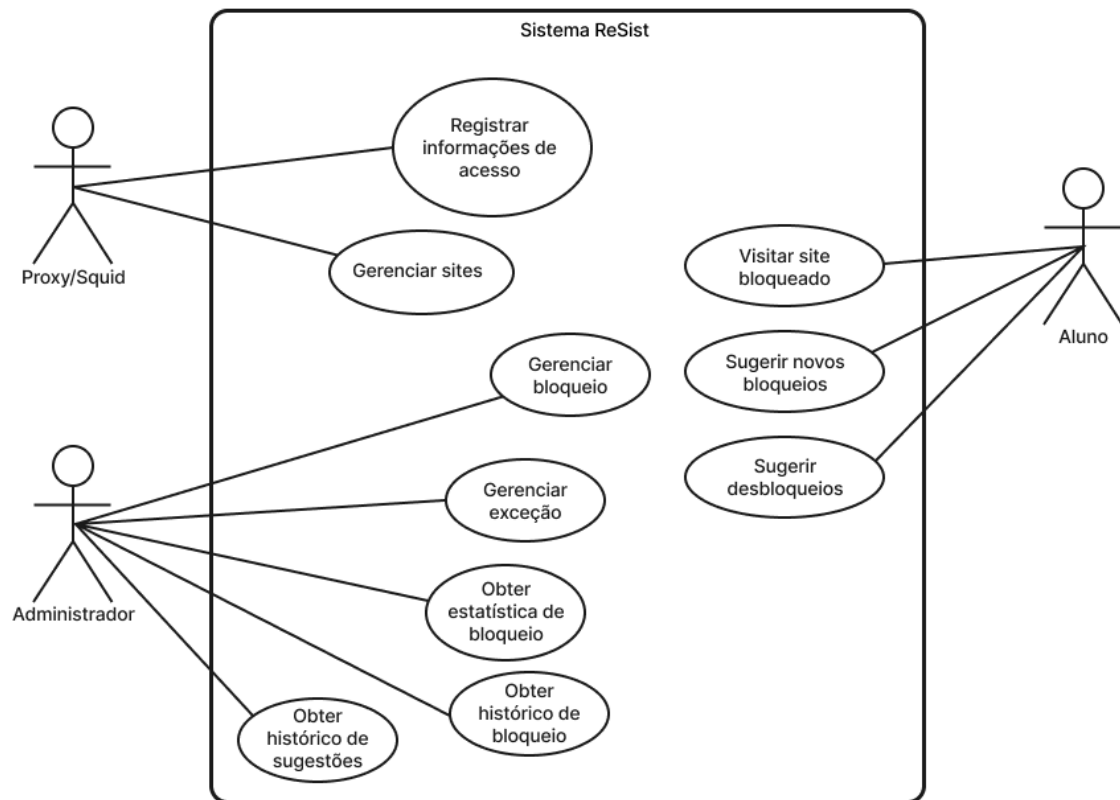 Sistema ReSist
Registrar
informações de
acesso
Proxy/Squid
Gerenciar sites
Visitar site
bloqueado
Aluno
Gerenciar
bloqueio
Sugerir novos
bloqueios
Sugerir
desbloqueios
Gerenciar
exceção
Administrador
Obter
estatística de
bloqueio
Obter
histórico de
bloqueio
Obter
histórico de
sugestões